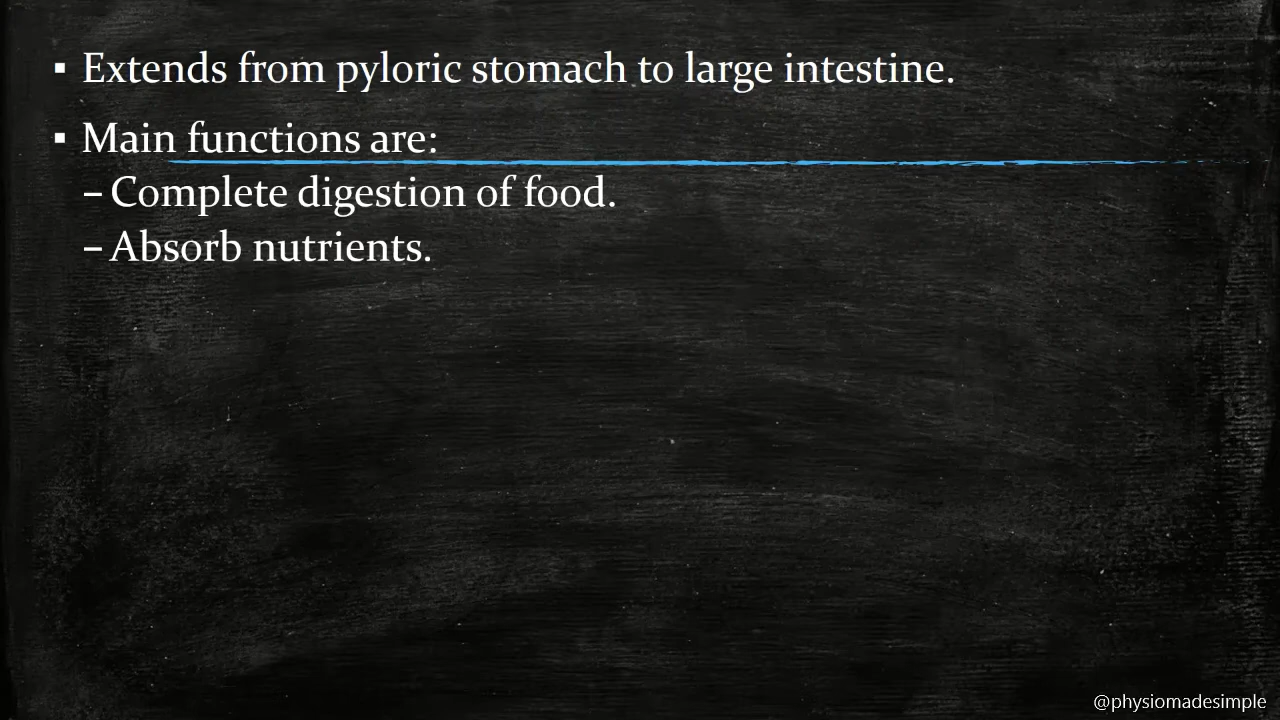 ▪ Extends from pyloric stomach to large intestine.
▪ Main functions are:
– Complete digestion of food.
– Absorb nutrients.
@physiomadesimple